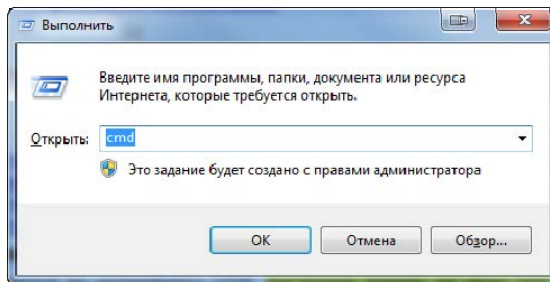 Выполнить
Введите имя программы, папки, документа или ресурса
Интернета, которые требуется открыть.
Открыть: cmd
Это задание будет создано с правами администратора
ОК Отмена Обзор...